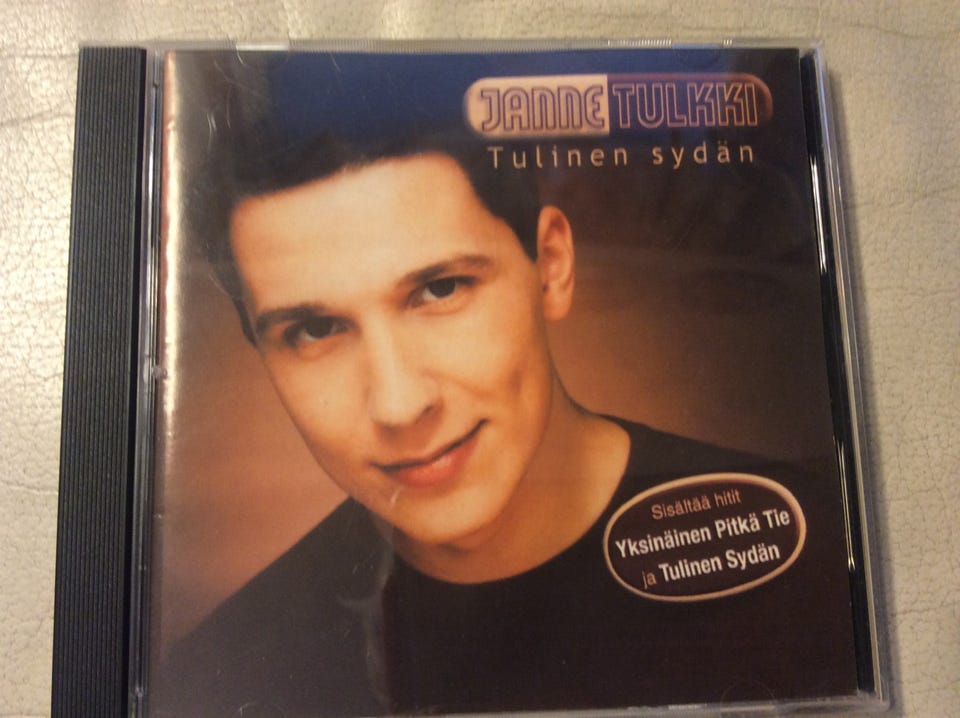 JANNE TULKKI
Tulinen sydän
Sisältää hitit
Yksinäinen Pitkä Tie
ja Tulinen Sydän